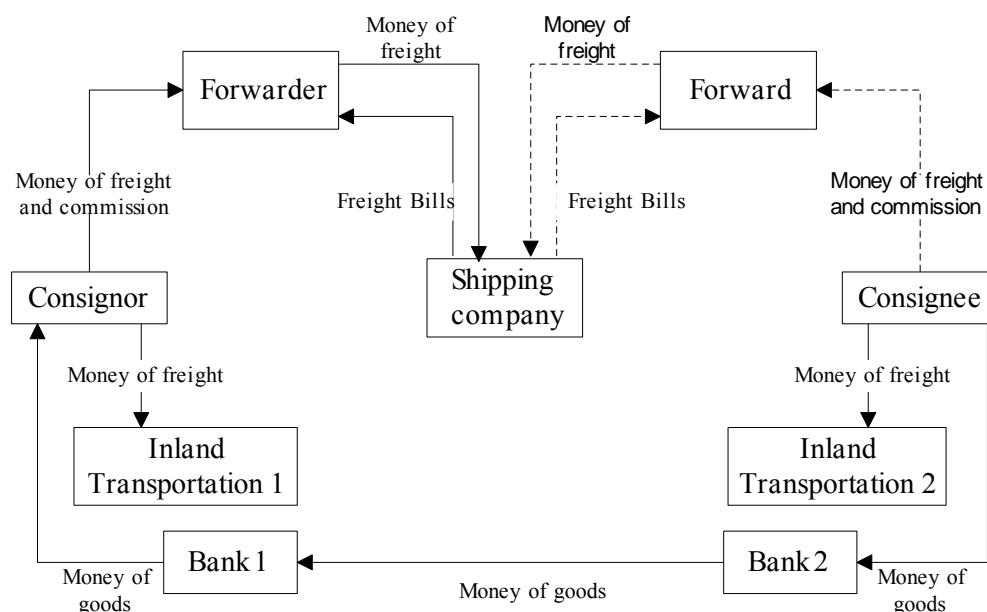 Money of
freight
Money of
freight
Forwarder
Forward
Money of freight
and commission
Freight Bills
Freight Bills
Money of freight
and commission
Consignor
Shipping
company
Consignee
Money of freight
Money of freight
Inland
Transportation 1
Inland
Transportation 2
Bank 1
Bank 2
Money of
goods
Money of goods
Money of
goods